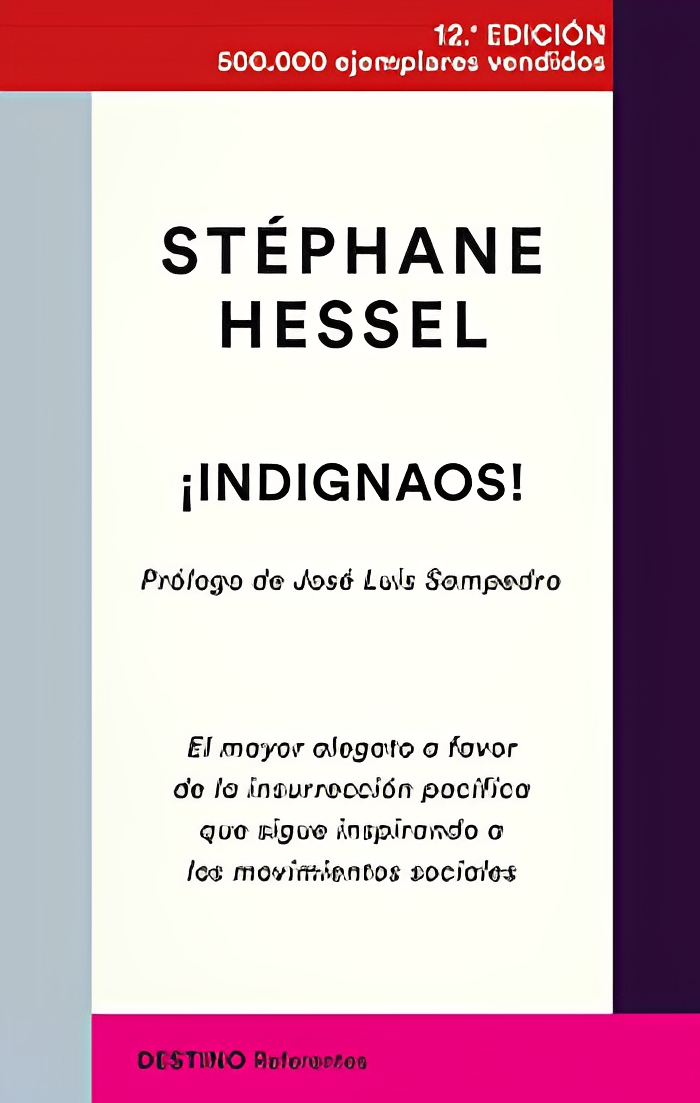 12.ª EDICIÓN
500.000 ejemplares vendidos
STÉPHANE
HESSEL
¡INDIGNAOS!
Prólogo de José Luis Sampedro
El mayor alegato a favor
de la insurrección pacífica
que sigue inspirando a
los movimientos sociales
DESTINO Referentes